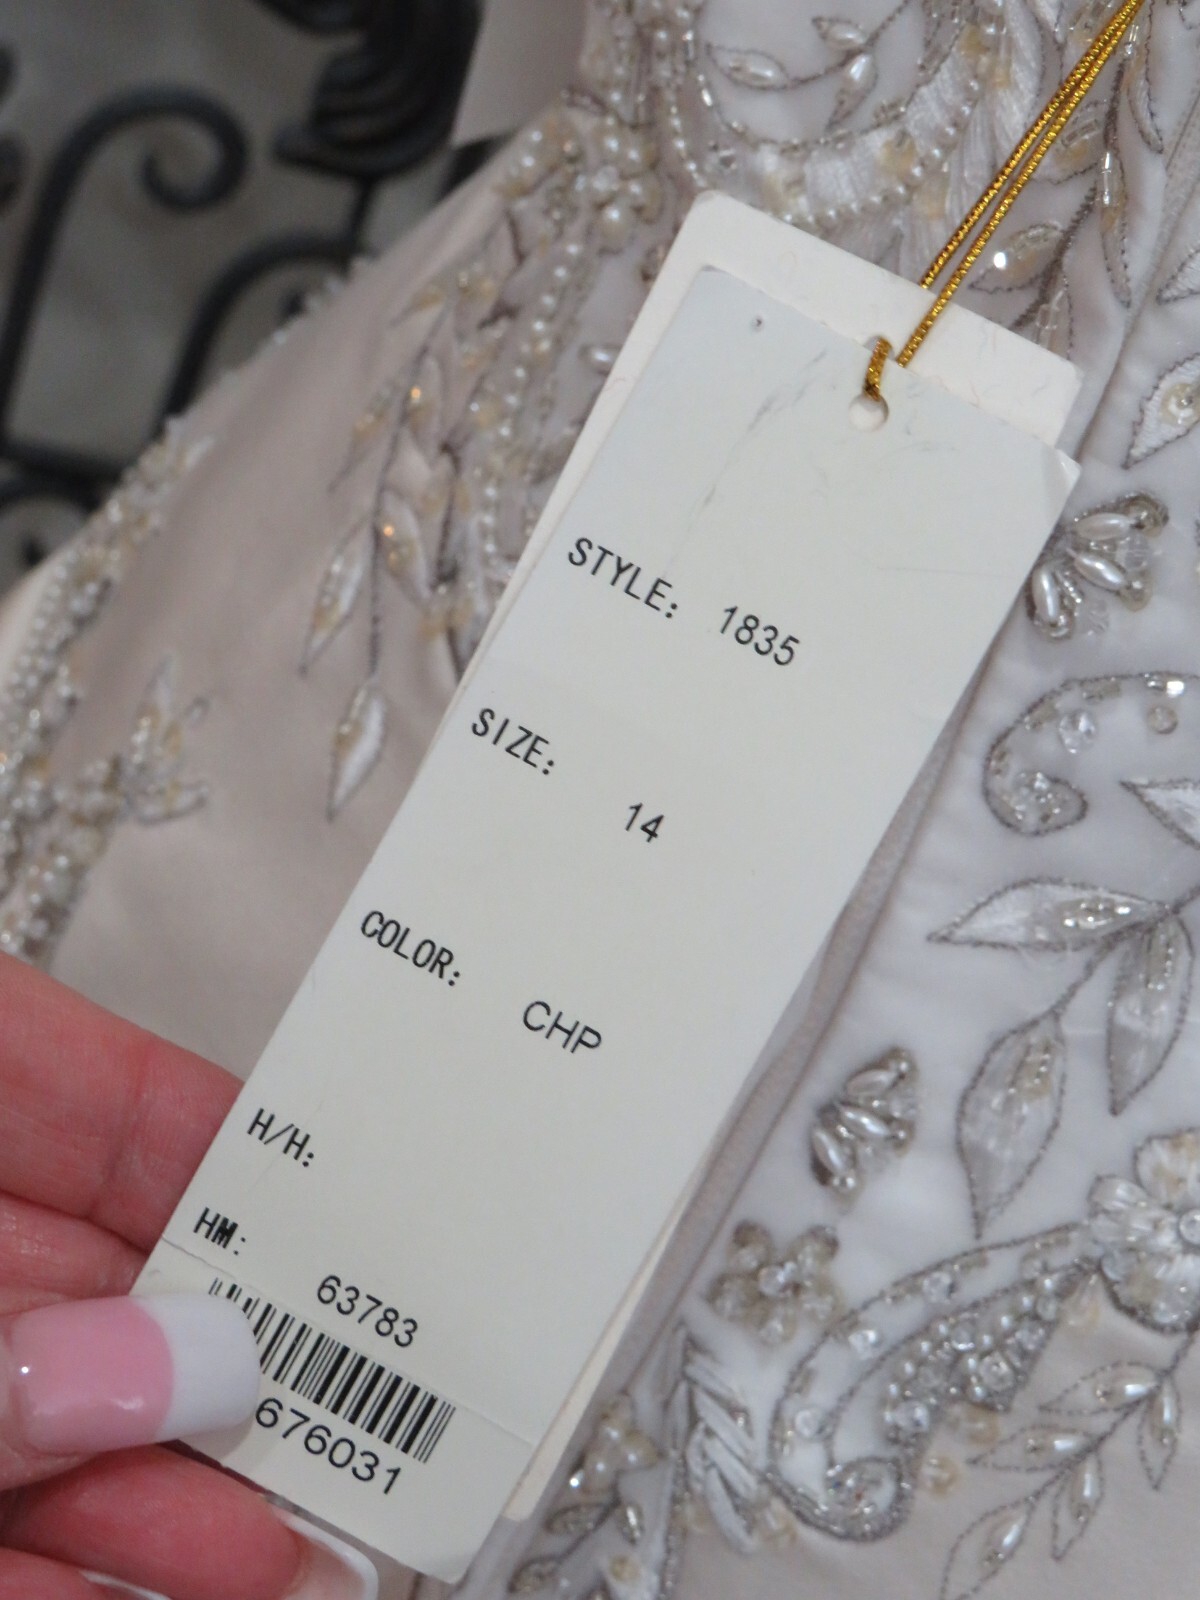 STYLE: 1835
SIZE: 14
COLOR: CHP
H/H:
HM: 63783
676031